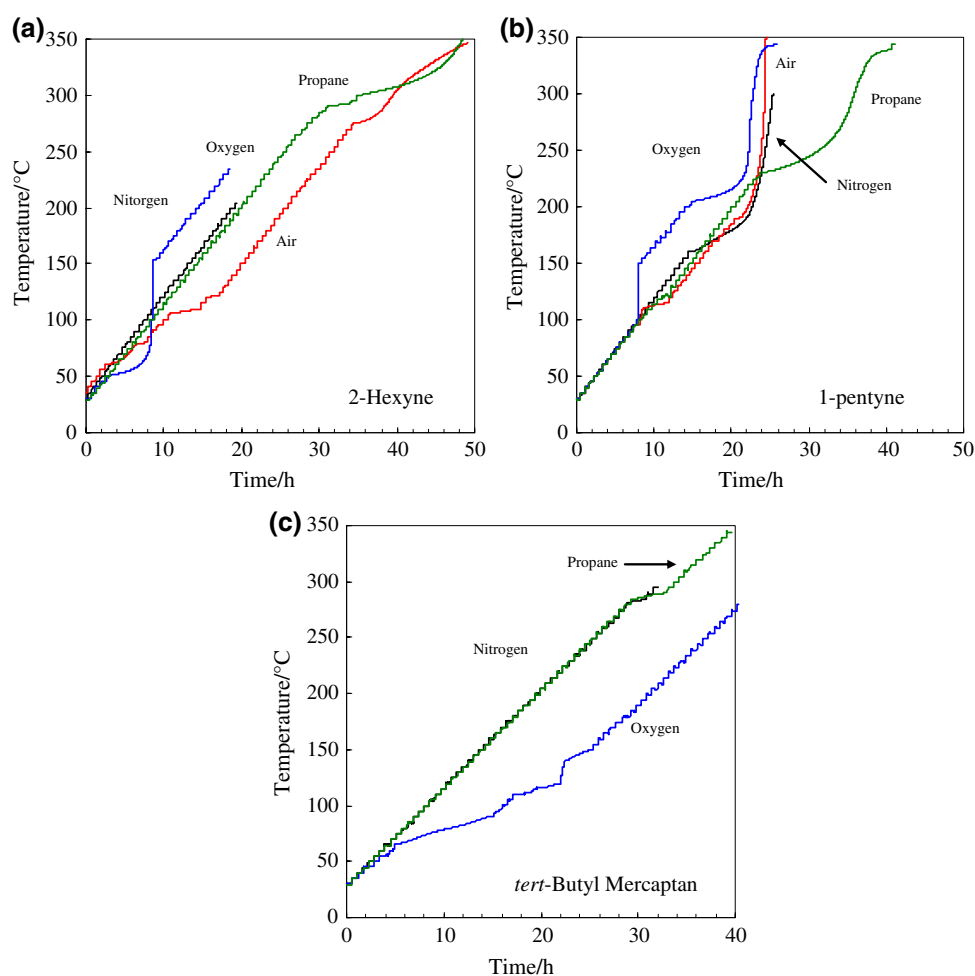 (a)
350
300
250
200
150
100
50
0
Temperature/°C
Propane
Oxygen
Nitorgen
Air
2-Hexyne
0 10 20 30 40 50
Time/h
(b)
350
300
250
200
150
100
50
0
Temperature/°C
Air
Propane
Oxygen
Nitrogen
1-pentyne
0 10 20 30 40 50
Time/h
(c)
350
300
250
200
150
100
50
0
Temperature/°C
Propane
Nitrogen
Oxygen
tert-Butyl Mercaptan
0 10 20 30 40
Time/h